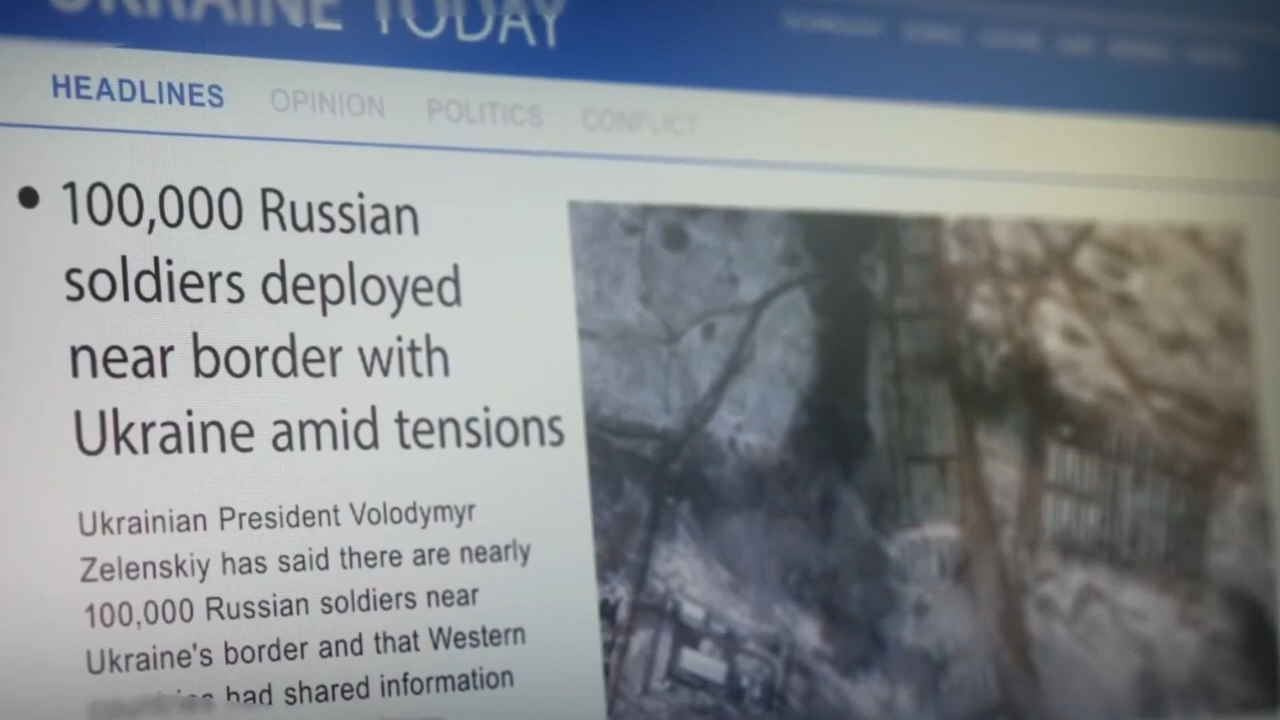 UKRAINE TODAY
HEADLINES OPINION POLITICS CONFLICT
• 100,000 Russian
soldiers deployed
near border with
Ukraine amid tensions
Ukrainian President Volodymyr
Zelenskiy has said there are nearly
100,000 Russian soldiers near
Ukraine's border and that Western
countries had shared information